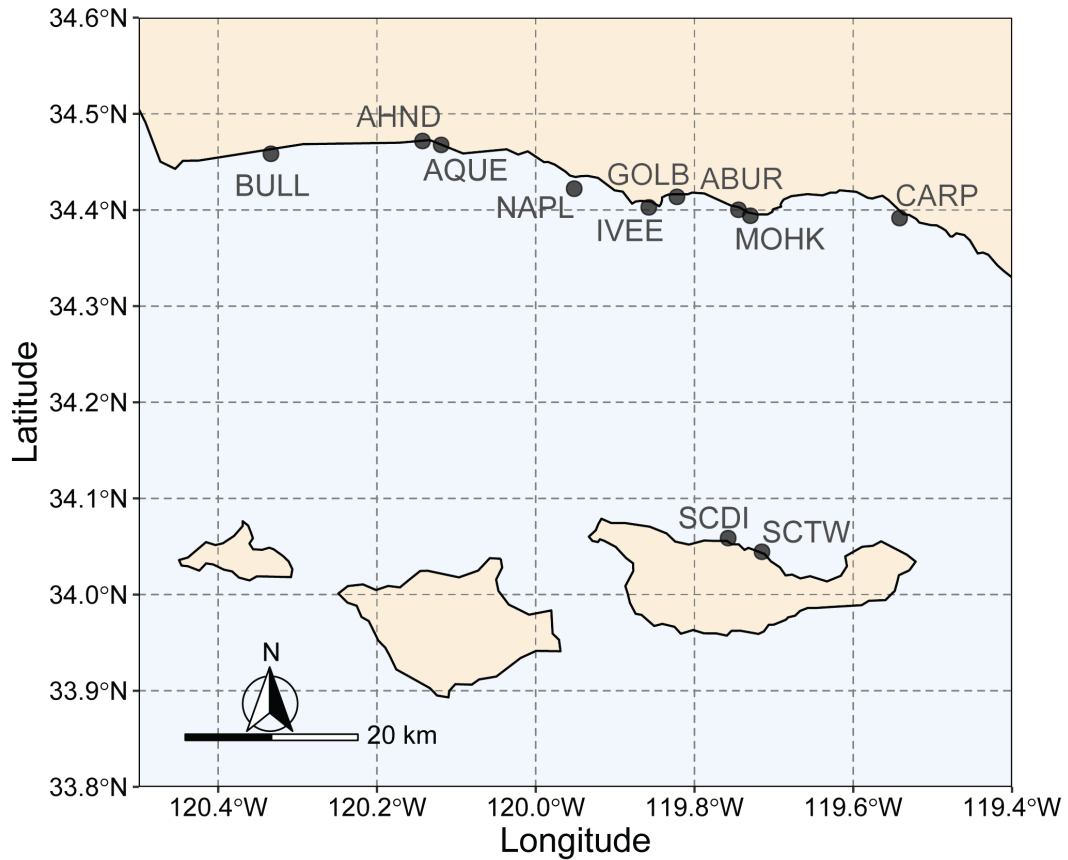 34.6°N
34.5°N
34.4°N
34.3°N
34.2°N
34.1°N
34.0°N
33.9°N
33.8°N
Latitude
AHND
BULL
AQUE
GOLB
ABUR
NAPL
IVEE
MOHK
CARP
SCDI
SCTW
N
20 km
120.4°W
120.2°W
120.0°W
119.8°W
119.6°W
119.4°W
Longitude